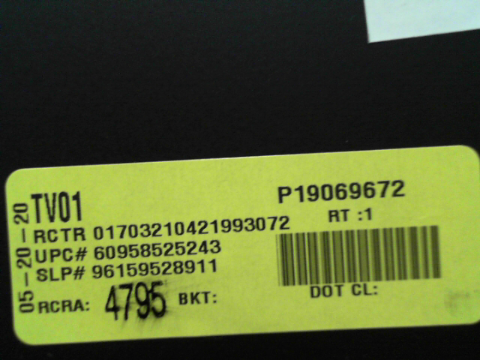 05-20-20
TV01
P19069672
RCTR 01703210421993072
RT :1
UPC# 60958525243
SLP# 96159528911
RCRA: 4795 BKT:
DOT CL: